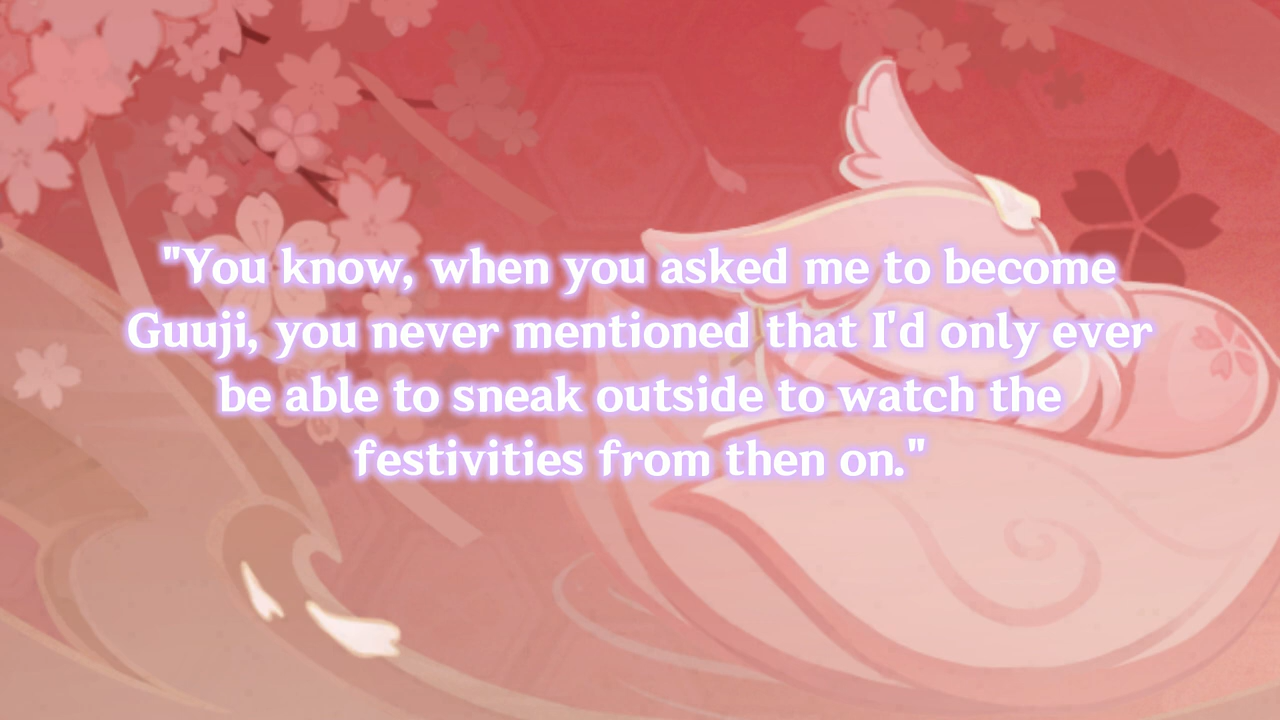 "You know, when you asked me to become
Guuji, you never mentioned that I'd only ever
be able to sneak outside to watch the
festivities from then on."